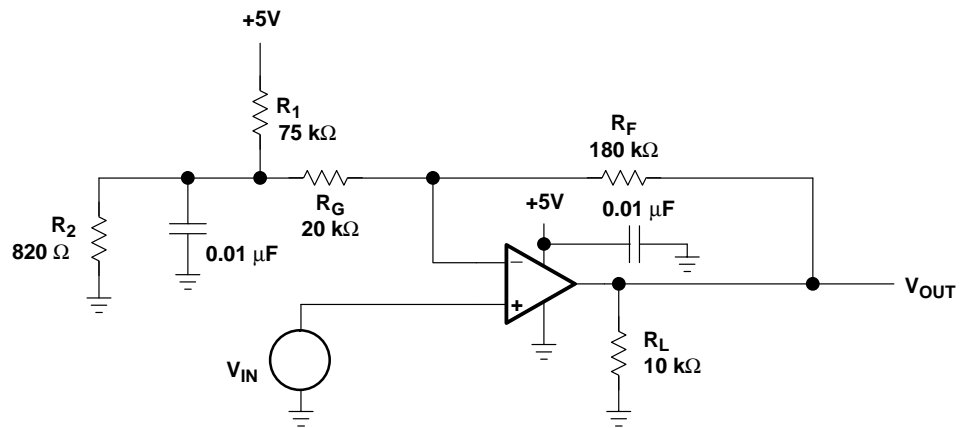 +5V
R1
75 kΩ
RF
180 kΩ
+5V
0.01 μF
R2
820 Ω
0.01 μF
RG
20 kΩ
−
+
VOUT
VIN
RL
10 kΩ